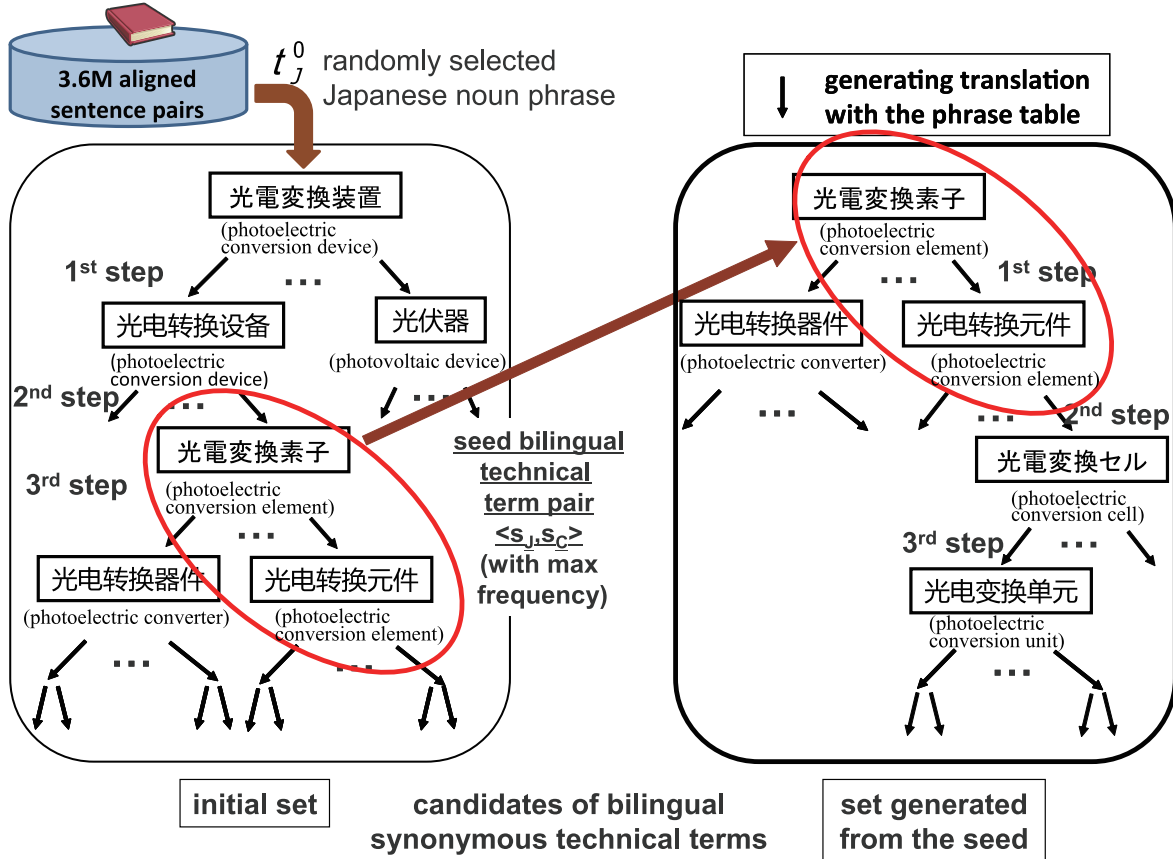 3.6M aligned
sentence pairs
t_J^0 randomly selected
Japanese noun phrase
光電変換装置
(photoelectric
conversion device)
...
1st step
光电转换设备
(photoelectric
conversion device)
光伏器
(photovoltaic device)
2nd step
...
...
光電変換素子
(photoelectric
conversion element)
3rd step
...
光电转换器件
(photoelectric converter)
光电转换元件
(photoelectric
conversion element)
...
...
seed bilingual
technical
term pair
<s_J,s_C>
(with max
frequency)
initial set
candidates of bilingual
synonymous technical terms
generating translation
with the phrase table
光電変換素子
(photoelectric
conversion element)
...
1st step
光电转换器件
(photoelectric converter)
光电转换元件
(photoelectric
conversion element)
...
...
2nd step
光電変換セル
(photoelectric
conversion cell)
3rd step
...
光电变换单元
(photoelectric
conversion unit)
...
set generated
from the seed